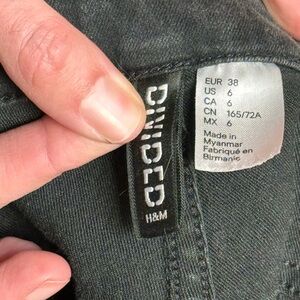 DIVIDED
H&M
EUR 38
US 6
CA 6
CN 165/72A
MX 6
Made in
Myanmar
Fabriqué en
Birmanie